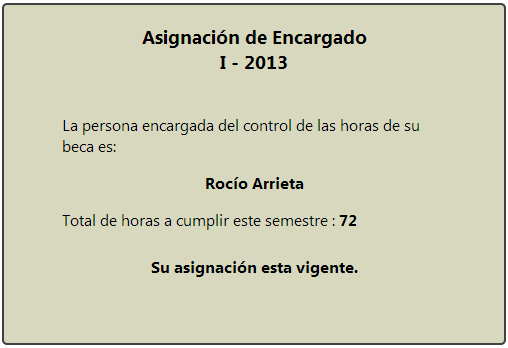 Asignación de Encargado
I - 2013
La persona encargada del control de las horas de su
beca es:
Rocío Arrieta
Total de horas a cumplir este semestre : 72
Su asignación esta vigente.